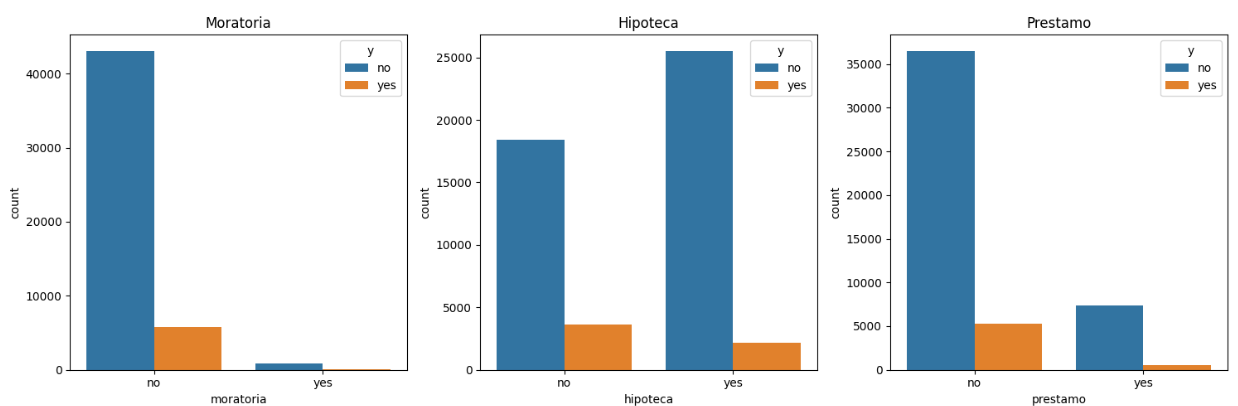 Moratoria
y
no
yes
40000
30000
20000
10000
0
count
no
yes
moratoria
Hipoteca
y
no
yes
25000
20000
15000
10000
5000
0
count
no
yes
hipoteca
Prestamo
y
no
yes
35000
30000
25000
20000
15000
10000
5000
0
count
no
yes
prestamo